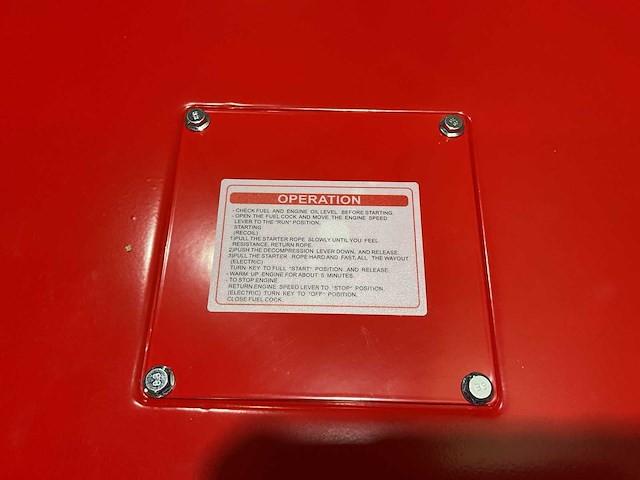 OPERATION
- CHECK FUEL AND ENGINE OIL LEVEL BEFORE STARTING.
- OPEN THE FUEL COCK AND MOVE THE ENGINE SPEED
LEVER TO THE "RUN" POSITION.
STARTING
(RECOIL)
1)PULL THE STARTER ROPE SLOWLY UNTIL YOU FEEL
RESISTANCE, RETURN ROPE.
2)PUSH THE DECOMPRESSION LEVER DOWN, AND RELEASE.
3)PULL THE STARTER ROPE HARD AND FAST, ALL THE WAYOUT
(ELECTRIC)
TURN KEY TO FULL "START" POSITION AND RELEASE.
- WARM UP ENGINE FOR ABOUT 5 MINUTES.
- TO STOP ENGINE
RETURN ENGINE SPEED LEVER TO "STOP" POSITION.
(ELECTRIC) TURN KEY TO "OFF" POSITION.
CLOSE FUEL COCK.